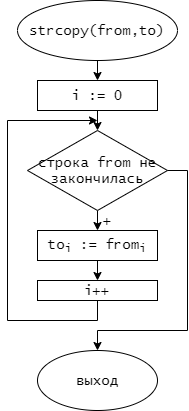 strcopy(from,to)
i := 0
строка from не
закончилась
+
toᵢ := fromᵢ
i++
выход